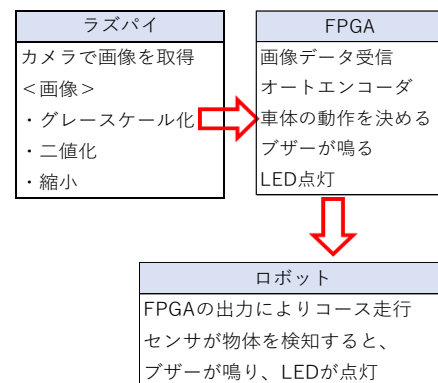 ラズパイ
カメラで画像を取得
<画像>
・グレースケール化
・二値化
・縮小
FPGA
画像データ受信
オートエンコーダ
車体の動作を決める
ブザーが鳴る
LED点灯
ロボット
FPGAの出力によりコース走行
センサが物体を検知すると、
ブザーが鳴り、LEDが点灯